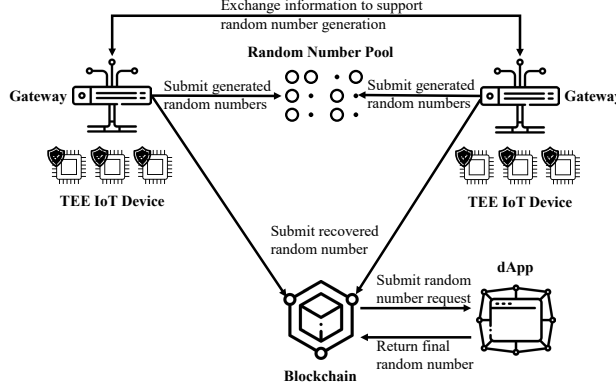 Exchange information to support
random number generation
Random Number Pool
Gateway
Submit generated
random numbers
Submit generated
random numbers
Gateway
TEE IoT Device
TEE IoT Device
Submit recovered
random number
dApp
Submit random
number request
Return final
random number
Blockchain